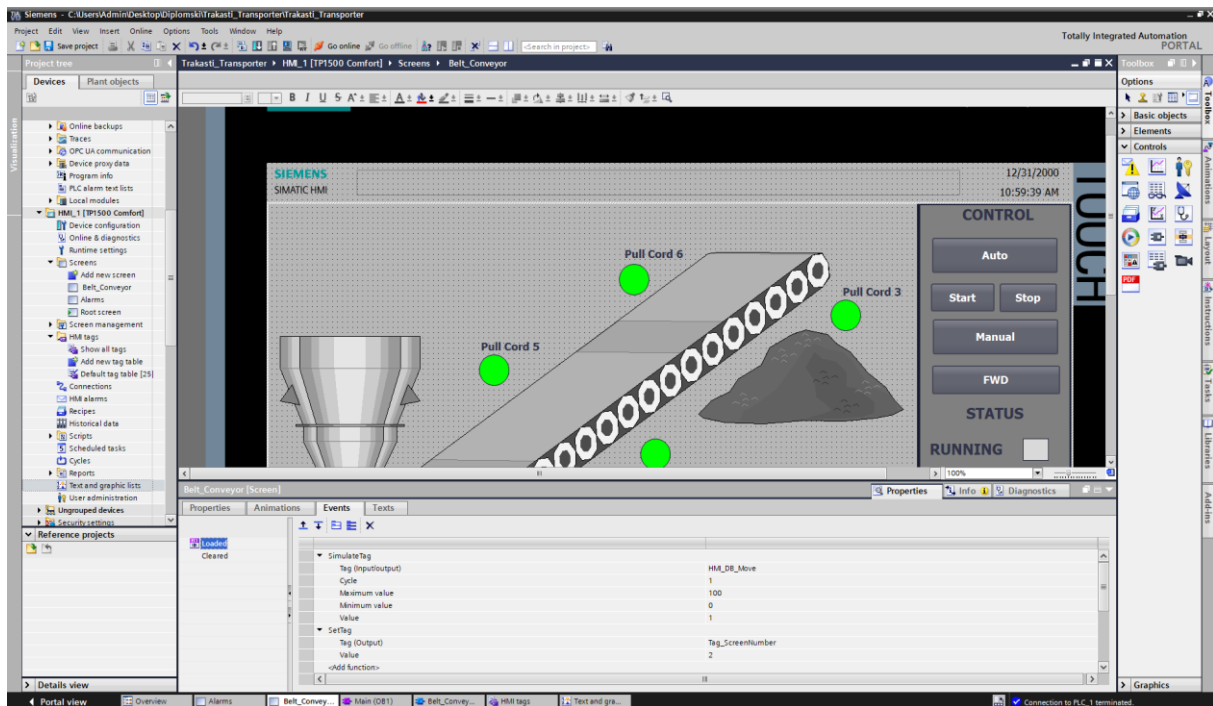 Siemens - C:\Users\Admin\Desktop\Diplomski\Trakasti_Transporter\Trakasti_Transporter
Project Edit View Insert Online Options Tools Window Help
Totally Integrated Automation
PORTAL
Save project
Go online
Go offline
<Search in project>
Project tree
Trakasti_Transporter
HMI_1 [TP1500 Comfort]
Screens
Belt_Conveyor
Toolbox
Devices
Plant objects
Options
B I U S A
Visualization
Online backups
Traces
OPC UA communication
Device proxy data
Program info
PLC alarm text lists
Local modules
HMI_1 [TP1500 Comfort]
Device configuration
Online & diagnostics
Runtime settings
Screens
Add new screen
Belt_Conveyor
Alarms
Root screen
Screen management
HMI tags
Show all tags
Add new tag table
Default tag table [25]
Connections
HMI alarms
Recipes
Historical data
Scripts
Scheduled tasks
Cycles
Reports
Text and graphic lists
User administration
Ungrouped devices
Security settings
Reference projects
Details view
SIEMENS
SIMATIC HMI
12/31/2000
10:59:39 AM
TOUCH
Pull Cord 6
Pull Cord 3
Pull Cord 5
CONTROL
Auto
Start
Stop
Manual
FWD
STATUS
RUNNING
100%
Basic objects
Elements
Controls
PDF
Graphics
Toolbox
Animations
Layout
Instructions
Tasks
Libraries
Add-ins
Belt_Conveyor [Screen]
Properties
Info
Diagnostics
Properties
Animations
Events
Texts
Loaded
Cleared
SimulateTag
Tag (Input/output) HMI_DB_Move
Cycle 1
Maximum value 100
Minimum value 0
Value 1
SetTag
Tag (Output) Tag_ScreenNumber
Value 2
<Add function>
Portal view
Overview
Alarms
Belt_Convey...
Main (OB1)
Belt_Convey...
HMI tags
Text and gra...
Connection to PLC_1 terminated.